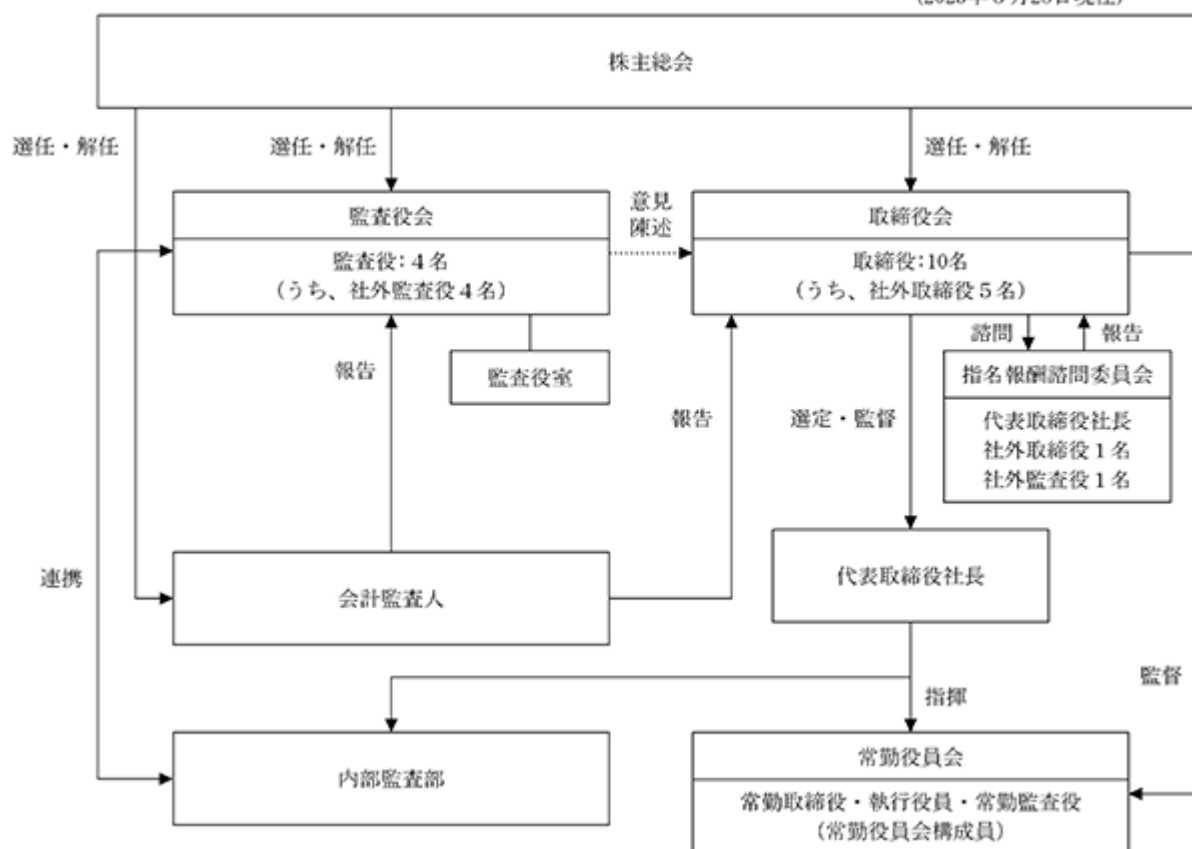 株主総会
選任・解任
選任・解任
選任・解任
監査役会
監査役：4名
（うち、社外監査役4名）
意見
陳述
取締役会
取締役：10名
（うち、社外取締役5名）
監査役室
報告
報告
選定・監督
諮問
報告
指名報酬諮問委員会
代表取締役社長
社外取締役1名
社外監査役1名
連携
会計監査人
代表取締役社長
指揮
監督
内部監査部
常勤役員会
常勤取締役・執行役員・常勤監査役
（常勤役員会構成員）